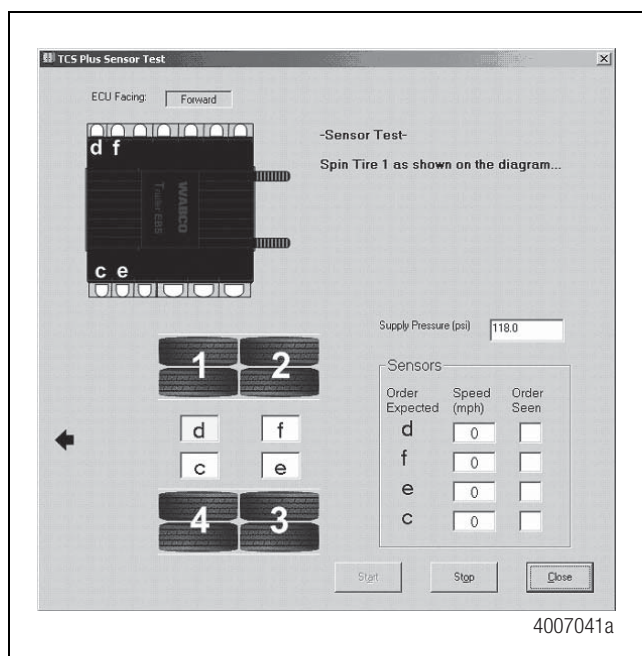 TCS Plus Sensor Test
ECU Facing: Forward
d f
WABCO
Trailer EBS
c e
-Sensor Test-
Spin Tire 1 as shown on the diagram...
Supply Pressure (psi) 118.0
1 2
d f
c e
4 3
Sensors
Order Expected Speed (mph) Order Seen
d 0
f 0
e 0
c 0
Start Stop Close
4007041a